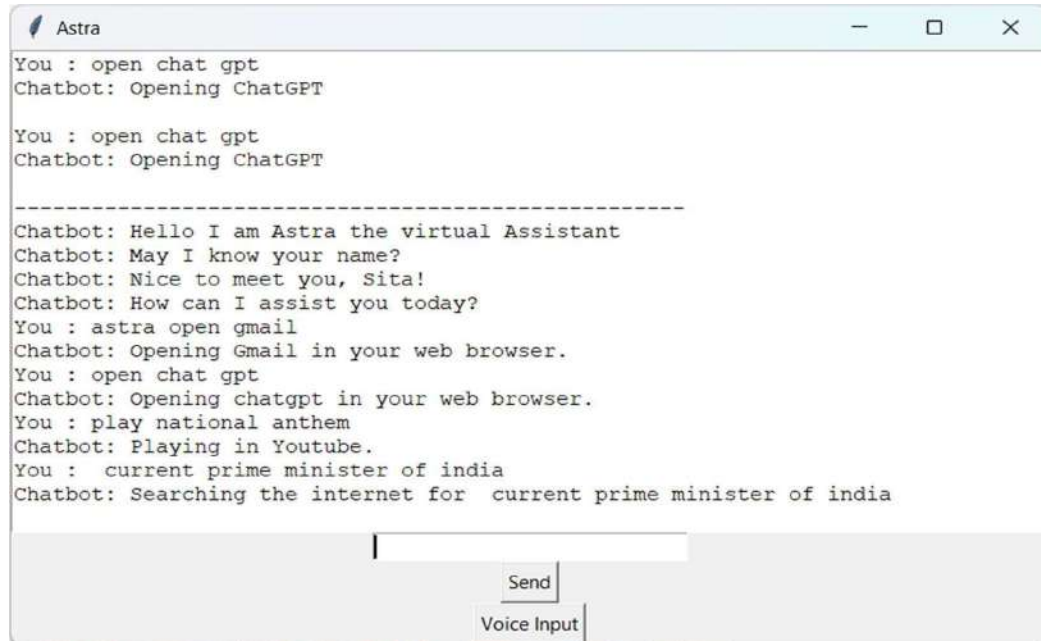 Astra
You : open chat gpt
Chatbot: Opening ChatGPT
You : open chat gpt
Chatbot: Opening ChatGPT
----------------------------------------------------
Chatbot: Hello I am Astra the virtual Assistant
Chatbot: May I know your name?
Chatbot: Nice to meet you, Sita!
Chatbot: How can I assist you today?
You : astra open gmail
Chatbot: Opening Gmail in your web browser.
You : open chat gpt
Chatbot: Opening chatgpt in your web browser.
You : play national anthem
Chatbot: Playing in Youtube.
You :  current prime minister of india
Chatbot: Searching the internet for  current prime minister of india
Send
Voice Input